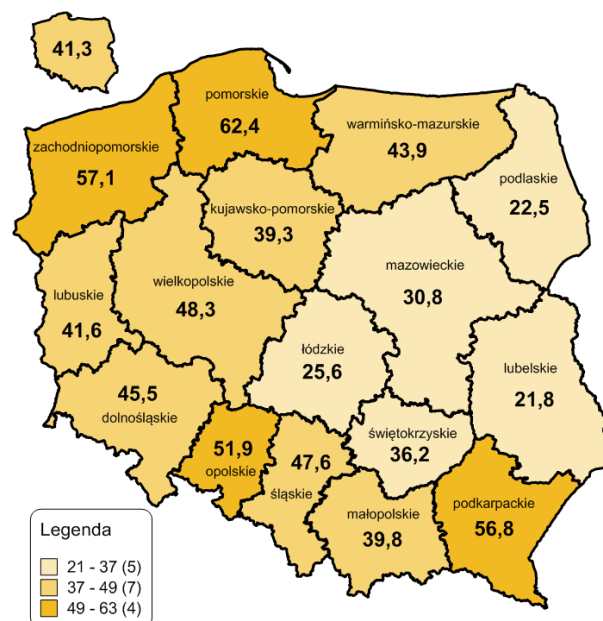 41,3
pomorskie
62,4
zachodniopomorskie
57,1
warmińsko-mazurskie
43,9
podlaskie
22,5
kujawsko-pomorskie
39,3
mazowieckie
30,8
wielkopolskie
48,3
lubuskie
41,6
łódzkie
25,6
lubelskie
21,8
45,5
dolnośląskie
51,9
opolskie
47,6
śląskie
świętokrzyskie
36,2
małopolskie
39,8
podkarpackie
56,8
Legenda
21 - 37 (5)
37 - 49 (7)
49 - 63 (4)